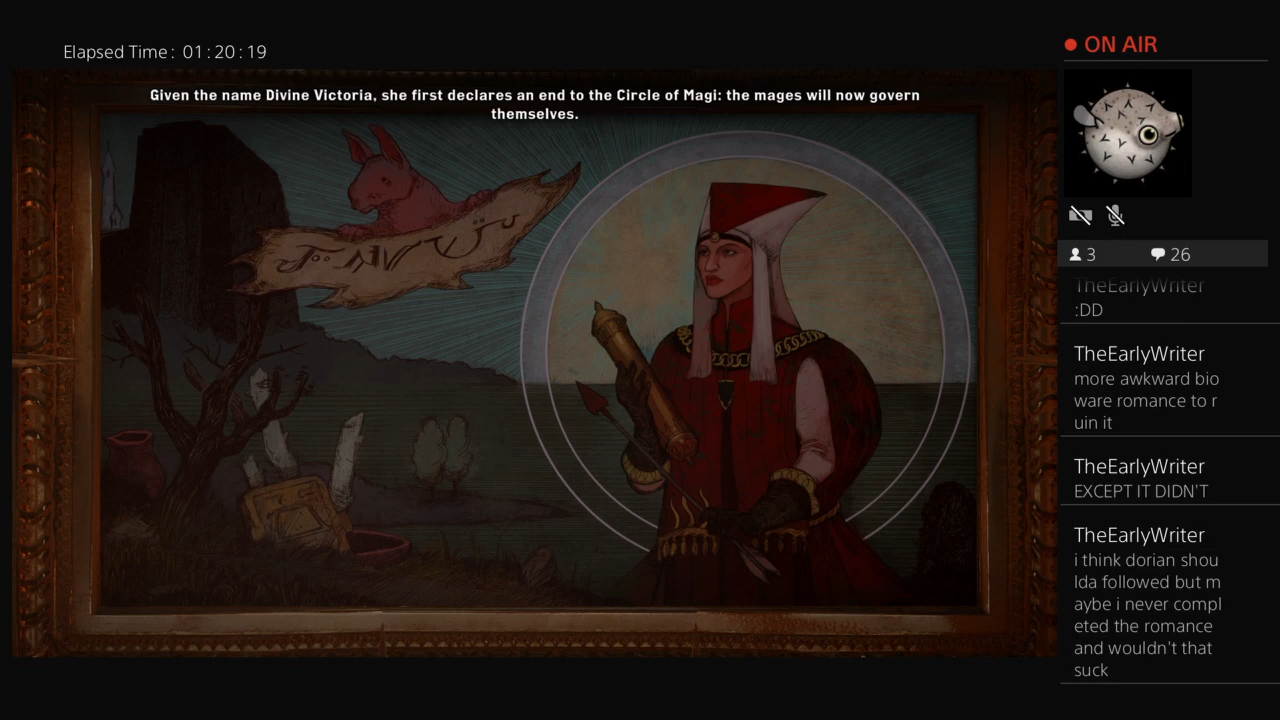 Elapsed Time: 01:20:19
ON AIR
Given the name Divine Victoria, she first declares an end to the Circle of Magi: the mages will now govern
themselves.
3 26
TheEarlyWriter
:DD
TheEarlyWriter
more awkward bio
ware romance to r
uin it
TheEarlyWriter
EXCEPT IT DIDN'T
TheEarlyWriter
i think dorian shou
lda followed but m
aybe i never compl
eted the romance
and wouldn't that
suck